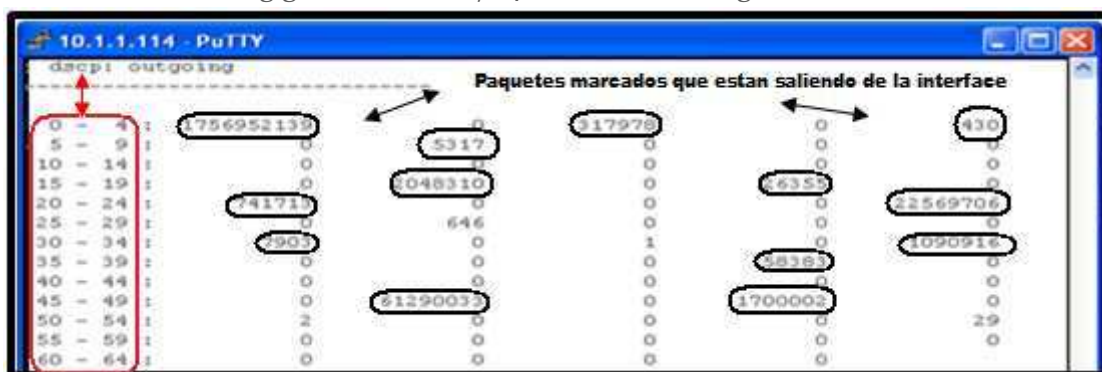 10.1.1.114 - PuTTY
dscp: outgoing
Paquetes marcados que estan saliendo de la interface
0 - 4 : 1756952139 0 317978 0 430
5 - 9 : 0 5317 0 0 0
10 - 14 : 0 0 0 0 0
15 - 19 : 0 2048310 0 26355 0
20 - 24 : 741713 0 0 0 22569706
25 - 29 : 0 646 0 0 0
30 - 34 : 7903 0 1 0 1090916
35 - 39 : 0 0 0 58383 0
40 - 44 : 0 0 0 0 0
45 - 49 : 0 61290033 0 1700002 0
50 - 54 : 2 0 0 0 29
55 - 59 : 0 0 0 0 0
60 - 64 : 0 0 0 0